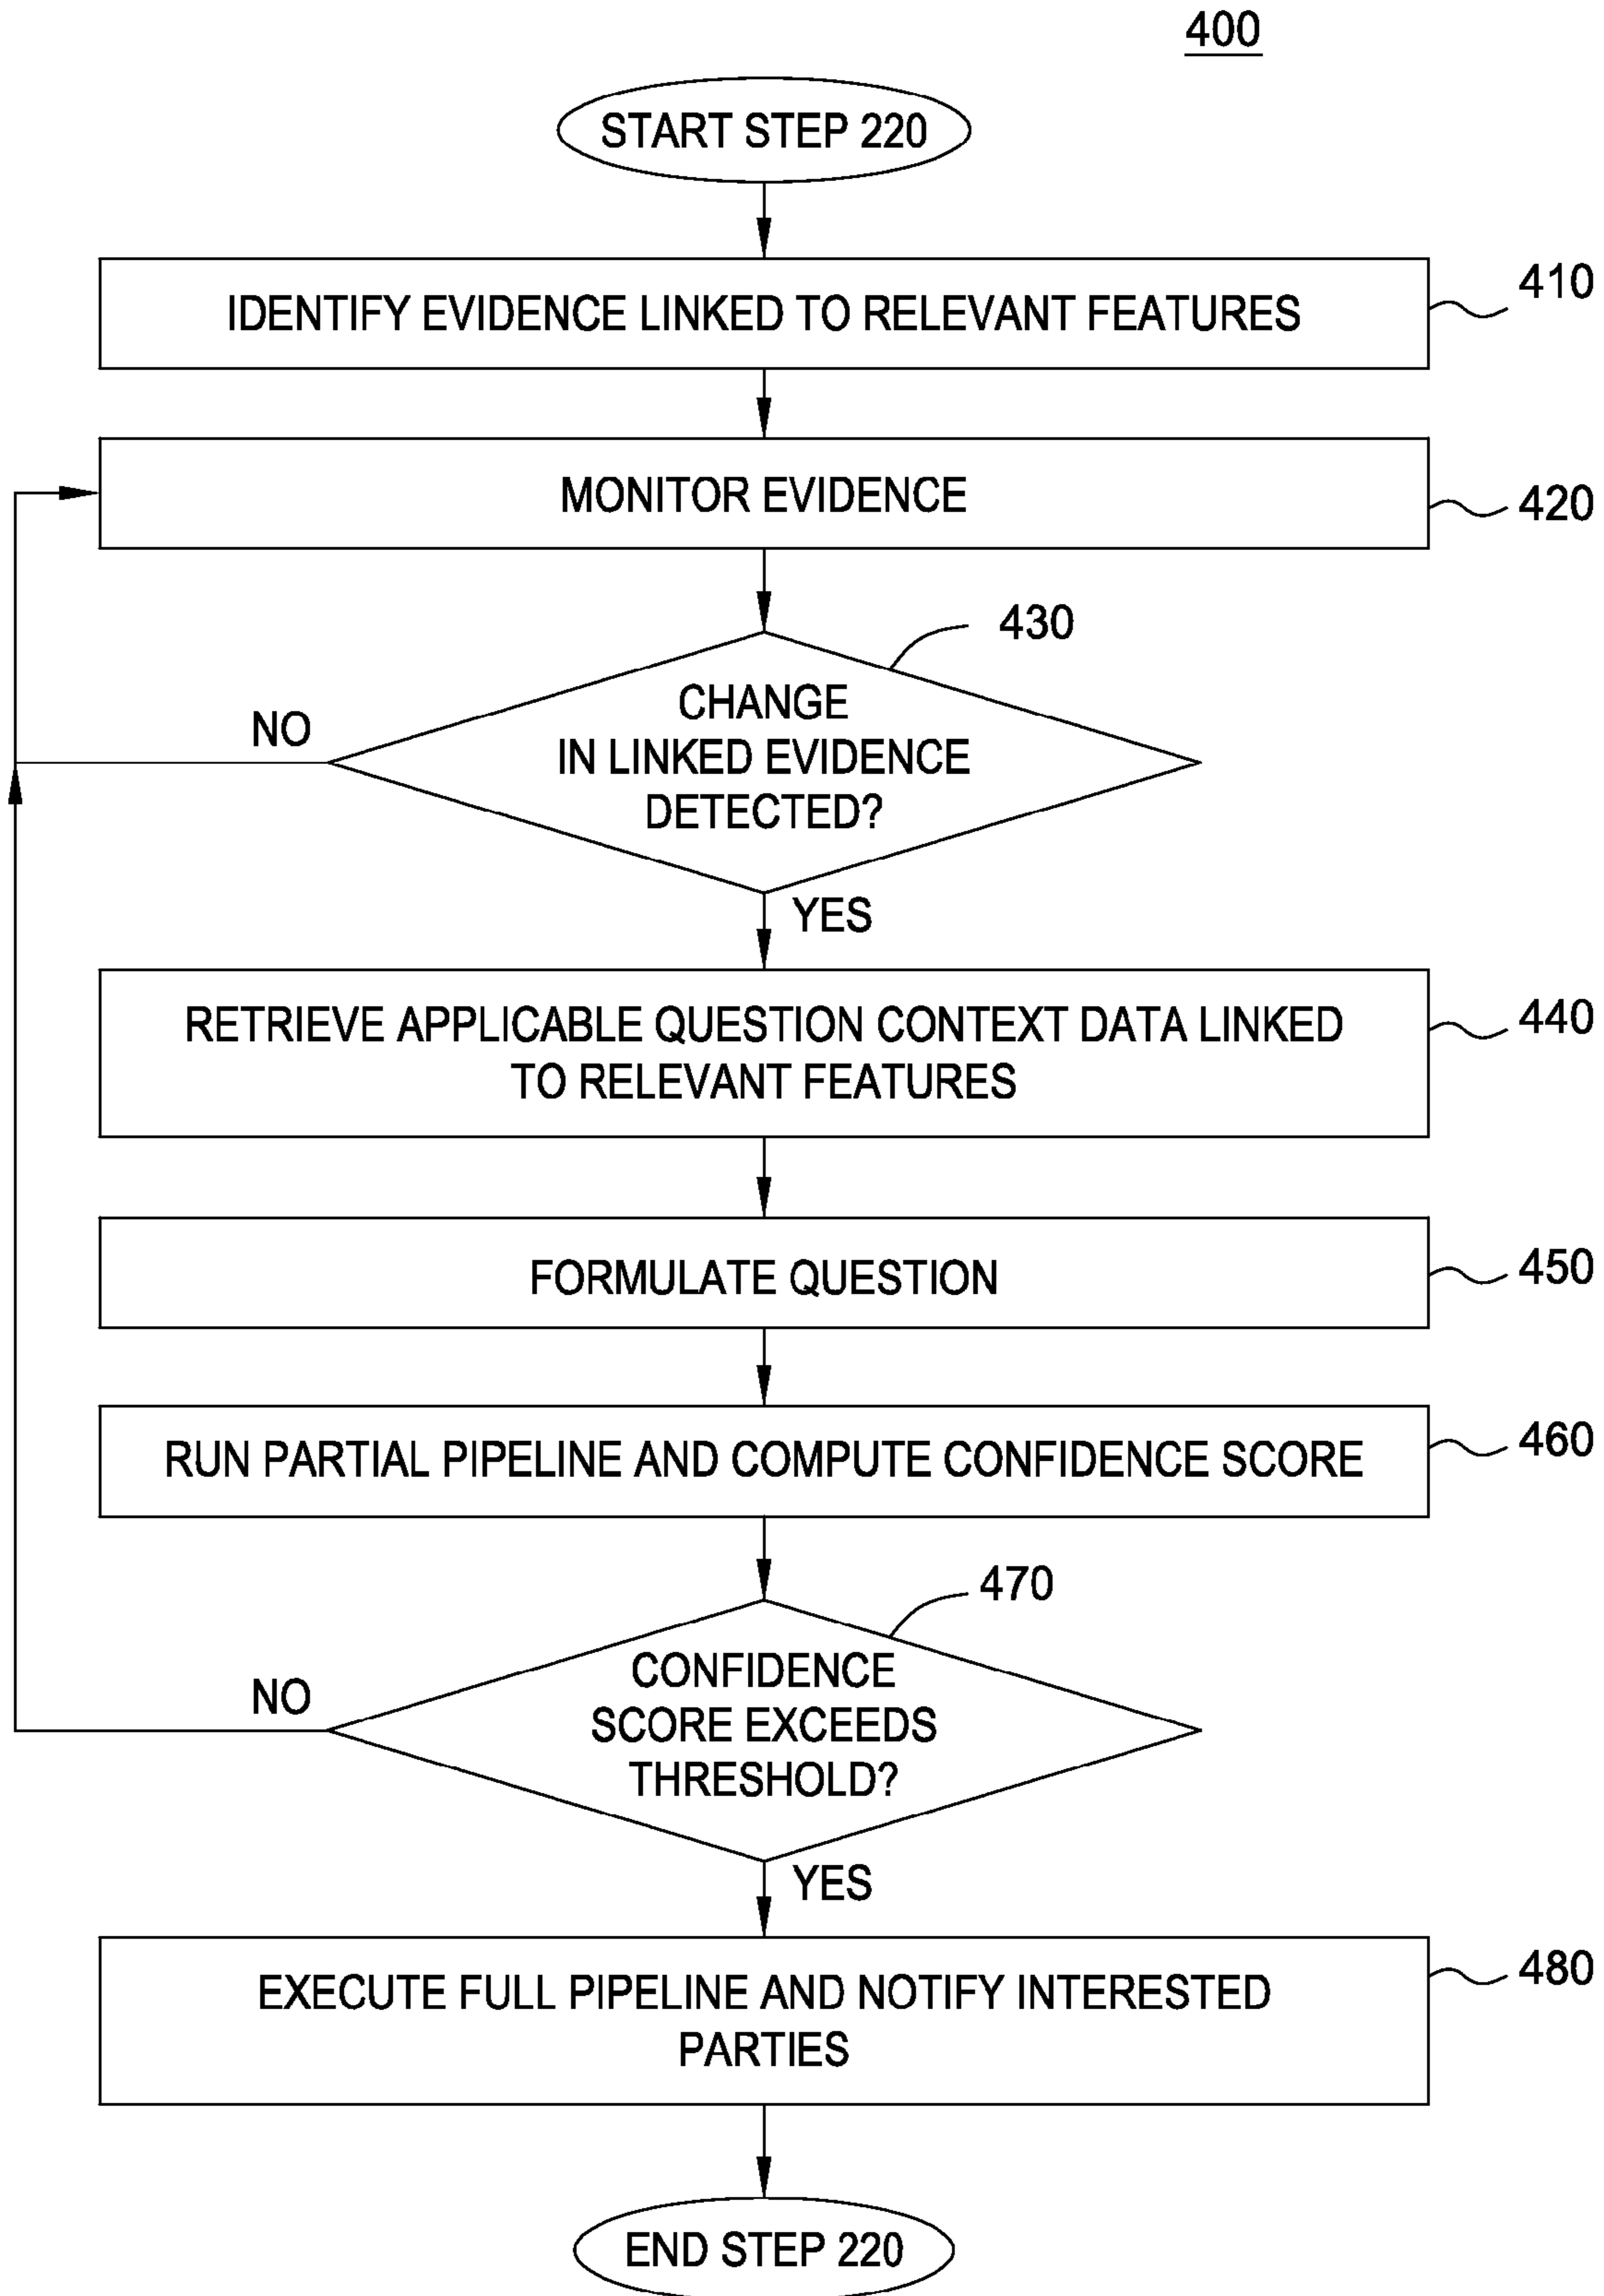 400
START STEP 220
IDENTIFY EVIDENCE LINKED TO RELEVANT FEATURES
410
MONITOR EVIDENCE
420
430
CHANGE
IN LINKED EVIDENCE
DETECTED?
NO
YES
RETRIEVE APPLICABLE QUESTION CONTEXT DATA LINKED
TO RELEVANT FEATURES
440
FORMULATE QUESTION
450
RUN PARTIAL PIPELINE AND COMPUTE CONFIDENCE SCORE
460
470
CONFIDENCE
SCORE EXCEEDS
THRESHOLD?
NO
YES
EXECUTE FULL PIPELINE AND NOTIFY INTERESTED
PARTIES
480
END STEP 220